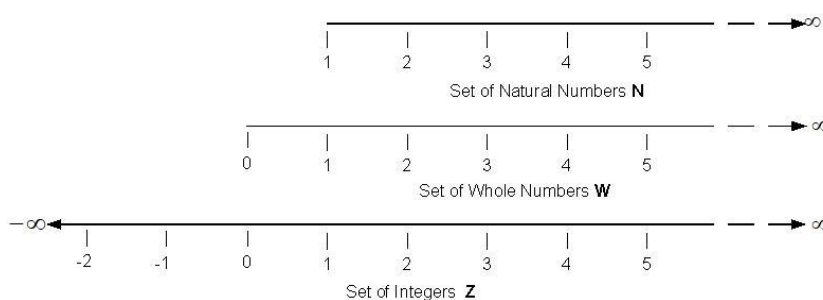 ∞
1 2 3 4 5
Set of Natural Numbers N
∞
0 1 2 3 4 5
Set of Whole Numbers W
−∞ ∞
-2 -1 0 1 2 3 4 5
Set of Integers Z